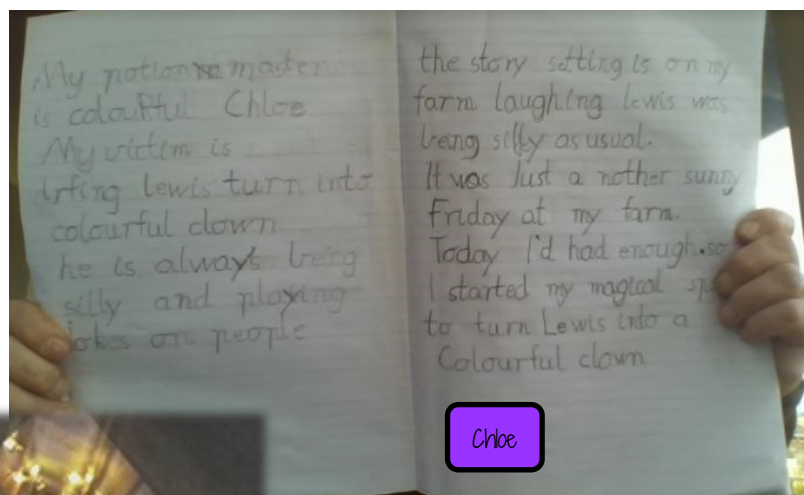 My potion master
is colourful Chloe
My victim is
lewis turn into
colourful clown
he is always being
silly and playing
jokes on people
the story setting is on my
farm laughing lewis was
being silly as usual.
It was Just a nother sunny
Friday at my farm.
Today I'd had enough. so
I started my magical
to turn Lewis into a
Colourful clown
Chloe